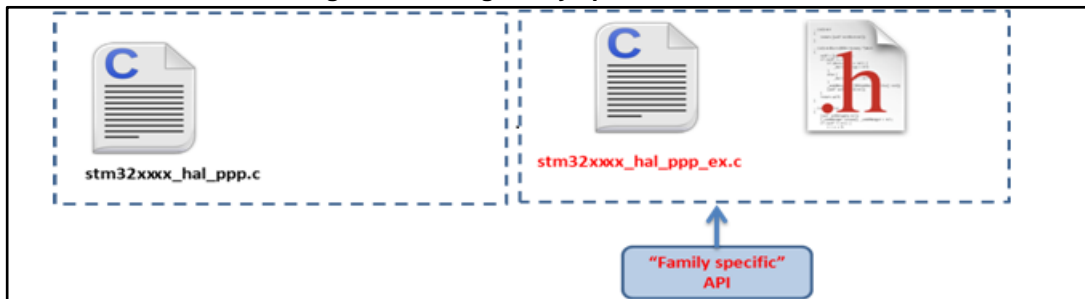 C
stm32xxxx_hal_ppp.c
C
.h
stm32xxxx_hal_ppp_ex.c
"Family specific"
API